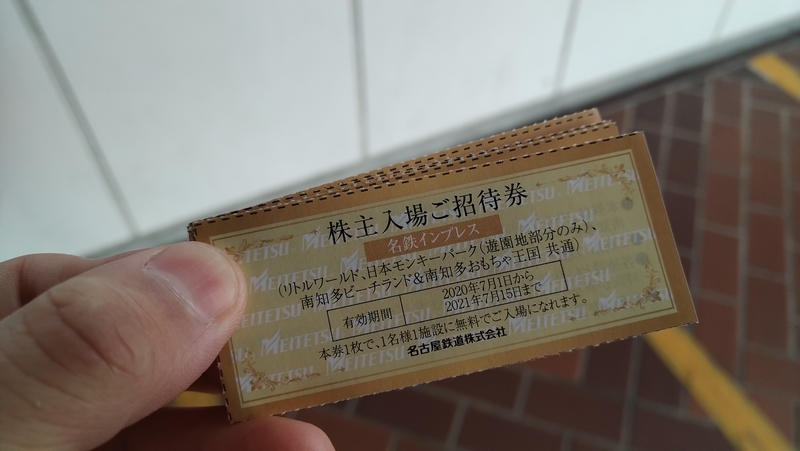 株主入場ご招待券
名鉄インプレス
(リトルワールド、日本モンキーパーク(遊園地部分のみ)、
南知多ビーチランド&南知多おもちゃ王国 共通)
有効期間
2020年7月1日から
2021年7月15日まで
本券1枚で、1名様1施設に無料でご入場になれます。
名古屋鉄道株式会社
MEITETSU